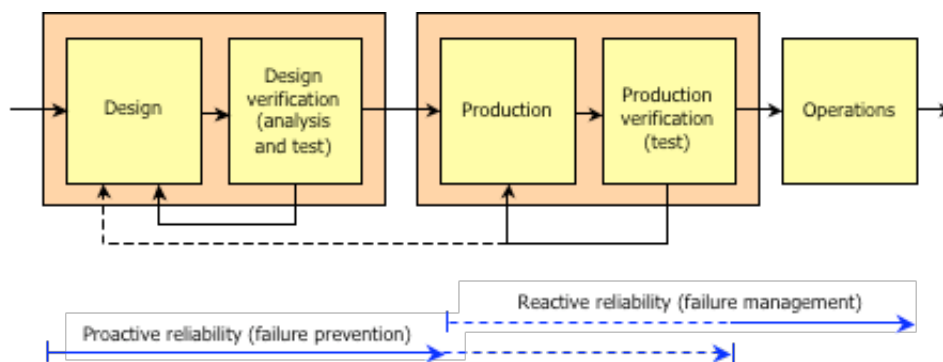 Design
Design
verification
(analysis
and test)
Production
Production
verification
(test)
Operations
Reactive reliability (failure management)
Proactive reliability (failure prevention)